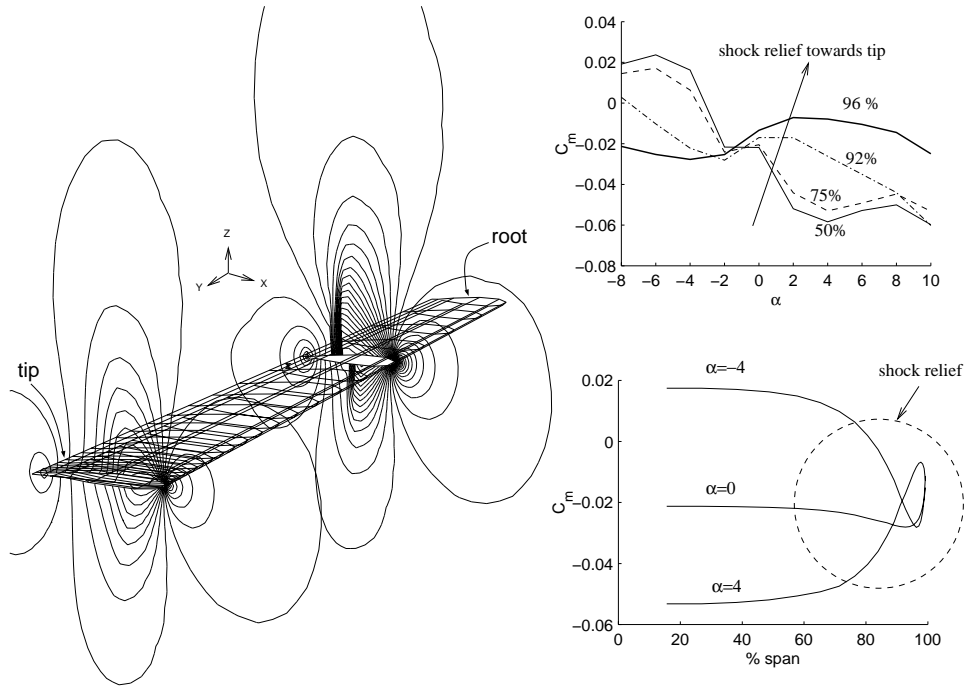 root
tip
Z
Y
X
shock relief towards tip
96 %
92%
75%
50%
C_m
0.04
0.02
0
−0.02
−0.04
−0.06
−0.08
−8 −6 −4 −2 0 2 4 6 8 10
α
α=−4
shock relief
α=0
α=4
C_m
0.02
0
−0.02
−0.04
−0.06
0 20 40 60 80 100
% span